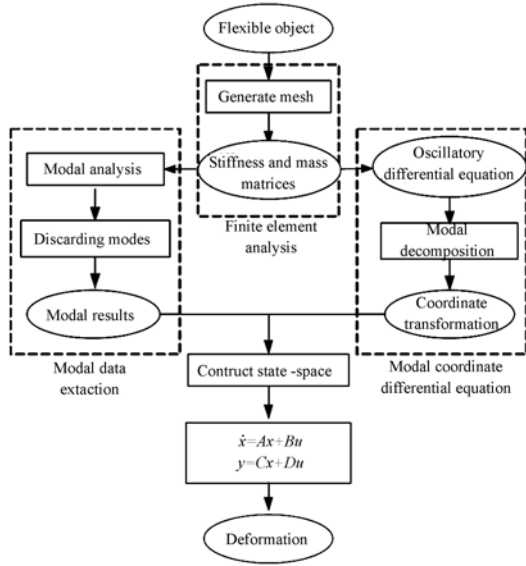 Flexible object
Generate mesh
Stiffness and mass
matrices
Finite element
analysis
Modal analysis
Discarding modes
Modal results
Modal data
extaction
Oscillatory
differential equation
Modal
decomposition
Coordinate
transformation
Modal coordinate
differential equation
Contruct state -space
ẋ=Ax+Bu
y=Cx+Du
Deformation